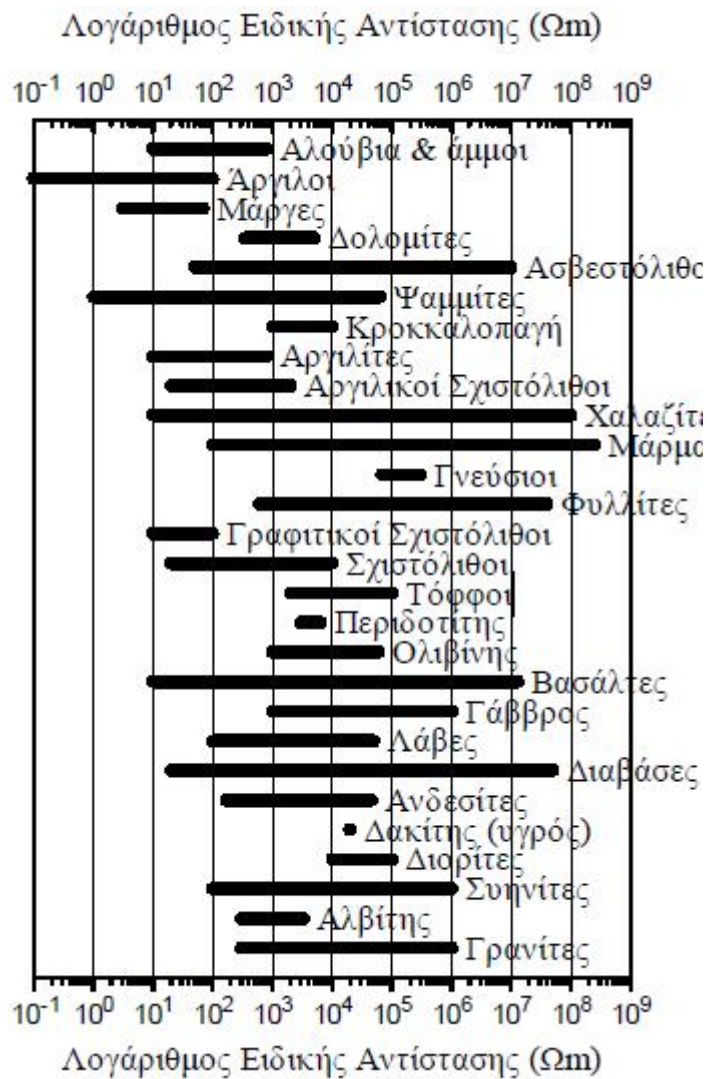 Λογάριθμος Ειδικής Αντίστασης (Ωm)
10-1 100 101 102 103 104 105 106 107 108 109
Αλούβια & άμμοι
Άργιλοι
Μάργες
Δολομίτες
Ασβεστόλιθο
Ψαμμίτες
Κροκκαλοπαγή
Αργιλίτες
Αργιλικοί Σχιστόλιθοι
Χαλαζίτε
Μάρμα
Γνεύσιοι
Φυλλίτες
Γραφιτικοί Σχιστόλιθοι
Σχιστόλιθοι
Τόφφοι
Περιδοτίτης
Ολιβίνης
Βασάλτες
Γάββρος
Λάβες
Διαβάσες
Ανδεσίτες
Δακίτης (υγρός)
Διορίτες
Συηνίτες
Αλβίτης
Γρανίτες
10-1 100 101 102 103 104 105 106 107 108 109
Λογάριθμος Ειδικής Αντίστασης (Ωm)